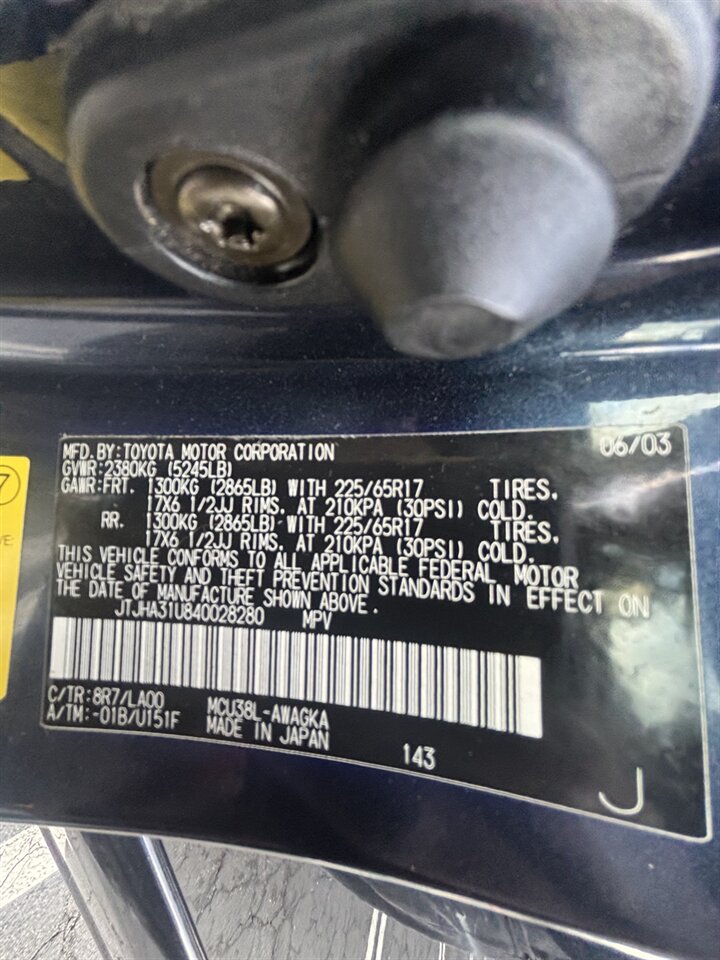 MFD. BY: TOYOTA MOTOR CORPORATION 06/03
GVWR: 2380KG (5245LB)
GAWR: FRT. 1300KG (2865LB) WITH 225/65R17 TIRES,
17X6 1/2JJ RIMS, AT 210KPA (30PSI) COLD.
RR. 1300KG (2865LB) WITH 225/65R17 TIRES,
17X6 1/2JJ RIMS, AT 210KPA (30PSI) COLD.
THIS VEHICLE CONFORMS TO ALL APPLICABLE FEDERAL MOTOR
VEHICLE SAFETY AND THEFT PREVENTION STANDARDS IN EFFECT ON
THE DATE OF MANUFACTURE SHOWN ABOVE.
JTJHA31U840028280 MPV
C/TR: 8R7/LA00 MCU38L-AWAGKA
A/TM: -01B/U151F MADE IN JAPAN 143
J
7